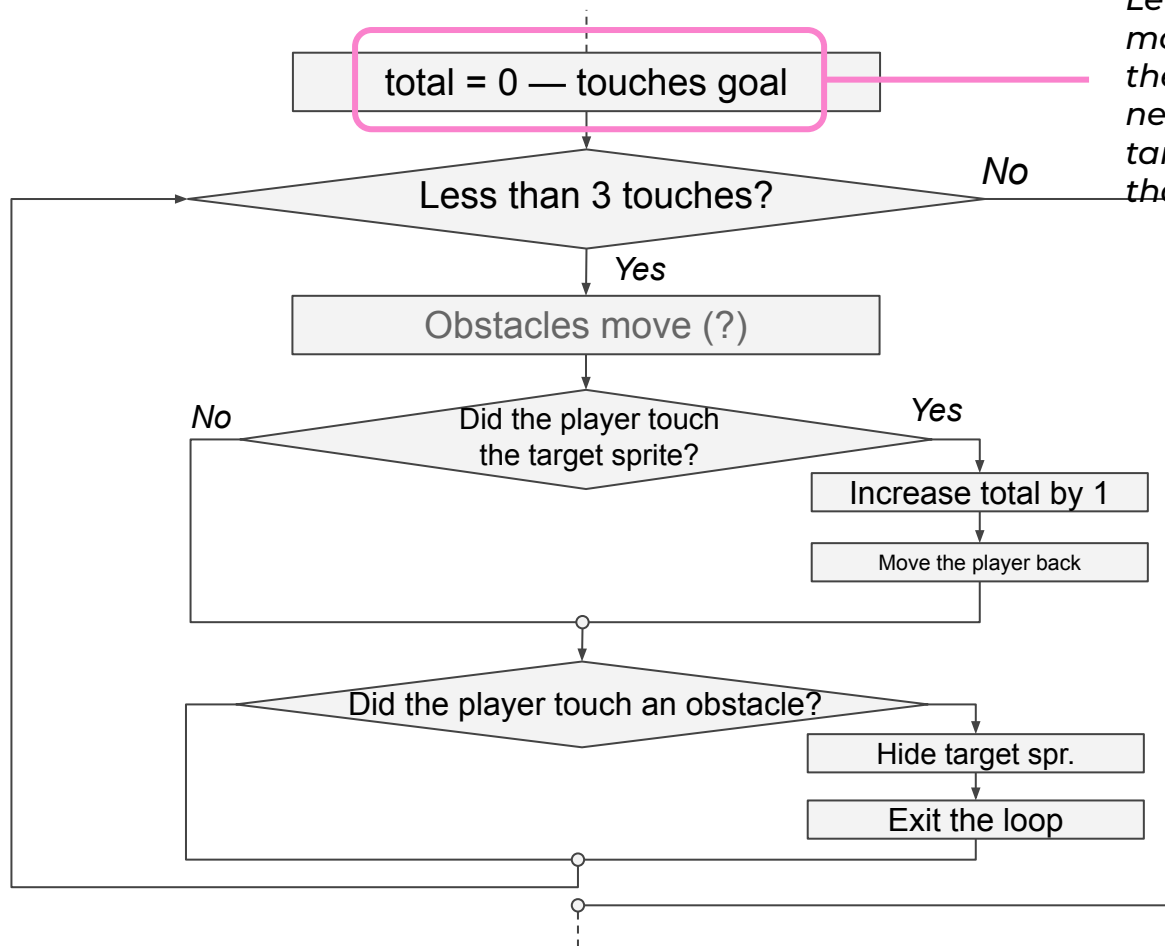 total = 0 — touches goal
Less than 3 touches?
No
Yes
Obstacles move (?)
No
Did the player touch
the target sprite?
Yes
Increase total by 1
Move the player back
Did the player touch an obstacle?
Hide target spr.
Exit the loop